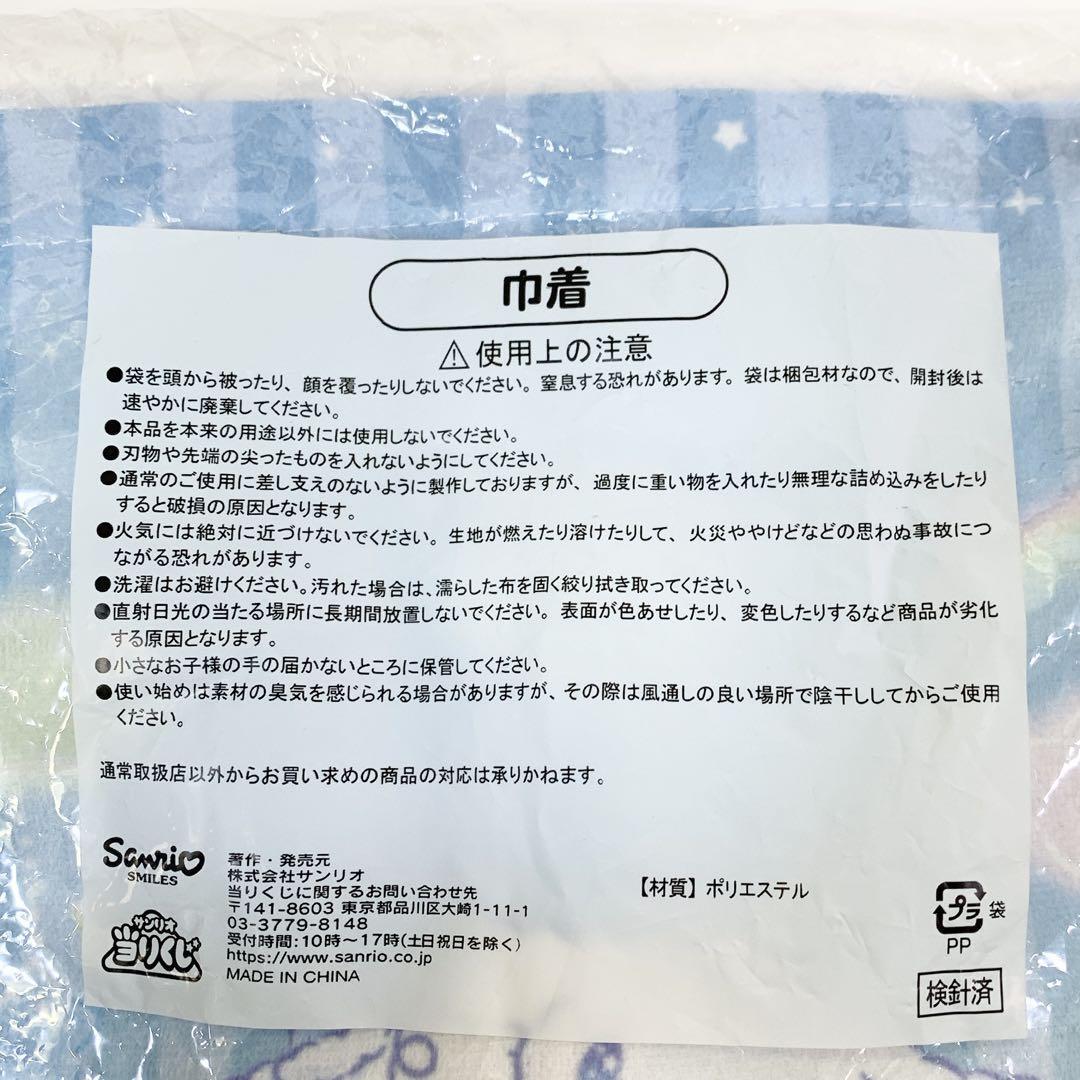 巾着
⚠使用上の注意
●袋を頭から被ったり、顔を覆ったりしないでください。窒息する恐れがあります。袋は梱包材なので、開封後は
速やかに廃棄してください。
●本品を本来の用途以外には使用しないでください。
●刃物や先端の尖ったものを入れないようにしてください。
●通常のご使用に差し支えのないように製作しておりますが、過度に重い物を入れたり無理な詰め込みをしたり
すると破損の原因となります。
●火気には絶対に近づけないでください。生地が燃えたり溶けたりして、火災ややけどなどの思わぬ事故につ
ながる恐れがあります。
●洗濯はお避けください。汚れた場合は、濡らした布を固く絞り拭き取ってください。
●直射日光の当たる場所に長期間放置しないでください。表面が色あせしたり、変色したりするなど商品が劣化
する原因となります。
●小さなお子様の手の届かないところに保管してください。
●使い始めは素材の臭気を感じられる場合がありますが、その際は風通しの良い場所で陰干ししてからご使用
ください。
通常取扱店以外からお買い求めの商品の対応は承りかねます。
Sanrio
SMILES
サンリオ
当りくじ
著作・発売元
株式会社サンリオ
当りくじに関するお問い合わせ先
〒141-8603 東京都品川区大崎1-11-1
03-3779-8148
受付時間:10時～17時(土日祝日を除く)
https://www.sanrio.co.jp
MADE IN CHINA
【材質】ポリエステル
プラ 袋
PP
検針済